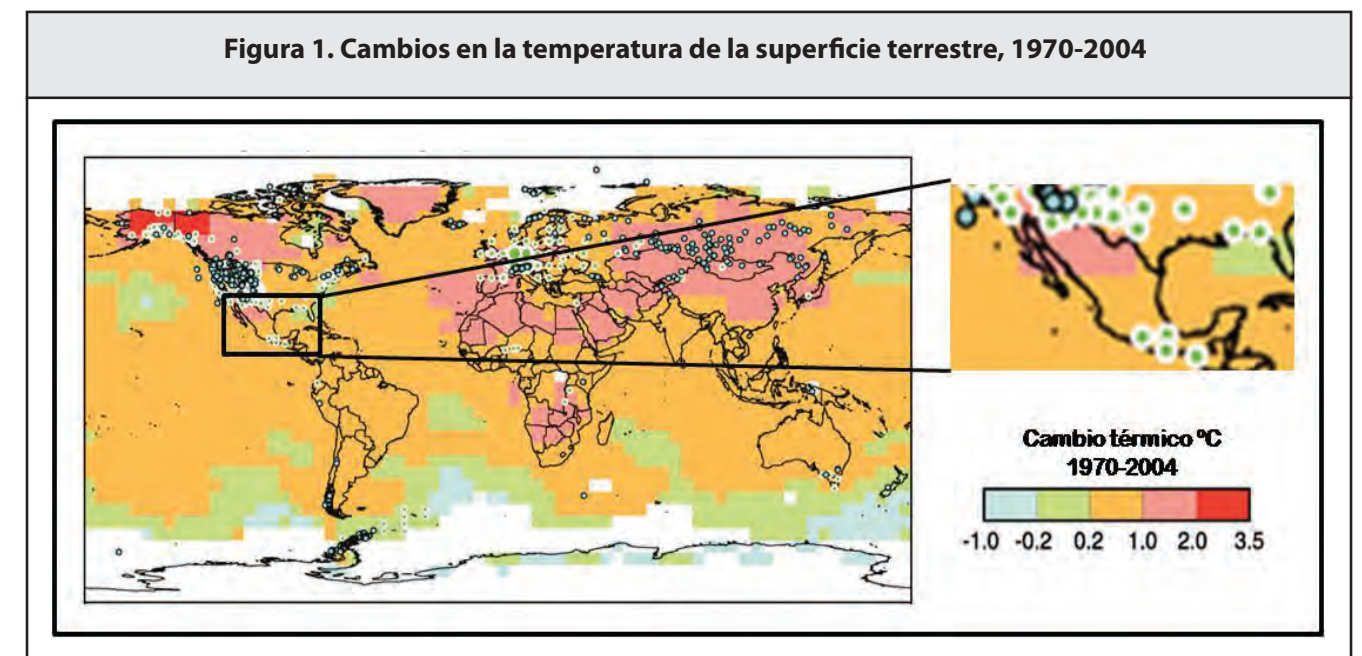 Figura 1. Cambios en la temperatura de la superficie terrestre, 1970-2004
Cambio térmico ºC
1970-2004
-1.0 -0.2 0.2 1.0 2.0 3.5